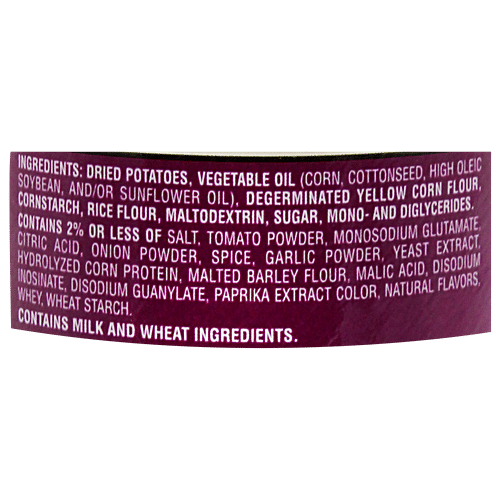 INGREDIENTS: DRIED POTATOES, VEGETABLE OIL (CORN, COTTONSEED, HIGH OLEIC
SOYBEAN, AND/OR SUNFLOWER OIL), DEGERMINATED YELLOW CORN FLOUR,
CORNSTARCH, RICE FLOUR, MALTODEXTRIN, SUGAR, MONO- AND DIGLYCERIDES.
CONTAINS 2% OR LESS OF SALT, TOMATO POWDER, MONOSODIUM GLUTAMATE,
CITRIC ACID, ONION POWDER, SPICE, GARLIC POWDER, YEAST EXTRACT,
HYDROLYZED CORN PROTEIN, MALTED BARLEY FLOUR, MALIC ACID, DISODIUM
INOSINATE, DISODIUM GUANYLATE, PAPRIKA EXTRACT COLOR, NATURAL FLAVORS,
WHEY, WHEAT STARCH.
CONTAINS MILK AND WHEAT INGREDIENTS.